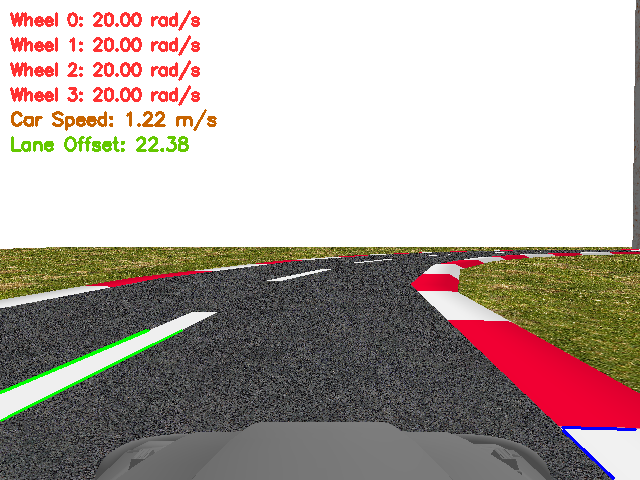 Wheel 0: 20.00 rad/s
Wheel 1: 20.00 rad/s
Wheel 2: 20.00 rad/s
Wheel 3: 20.00 rad/s
Car Speed: 1.22 m/s
Lane Offset: 22.38